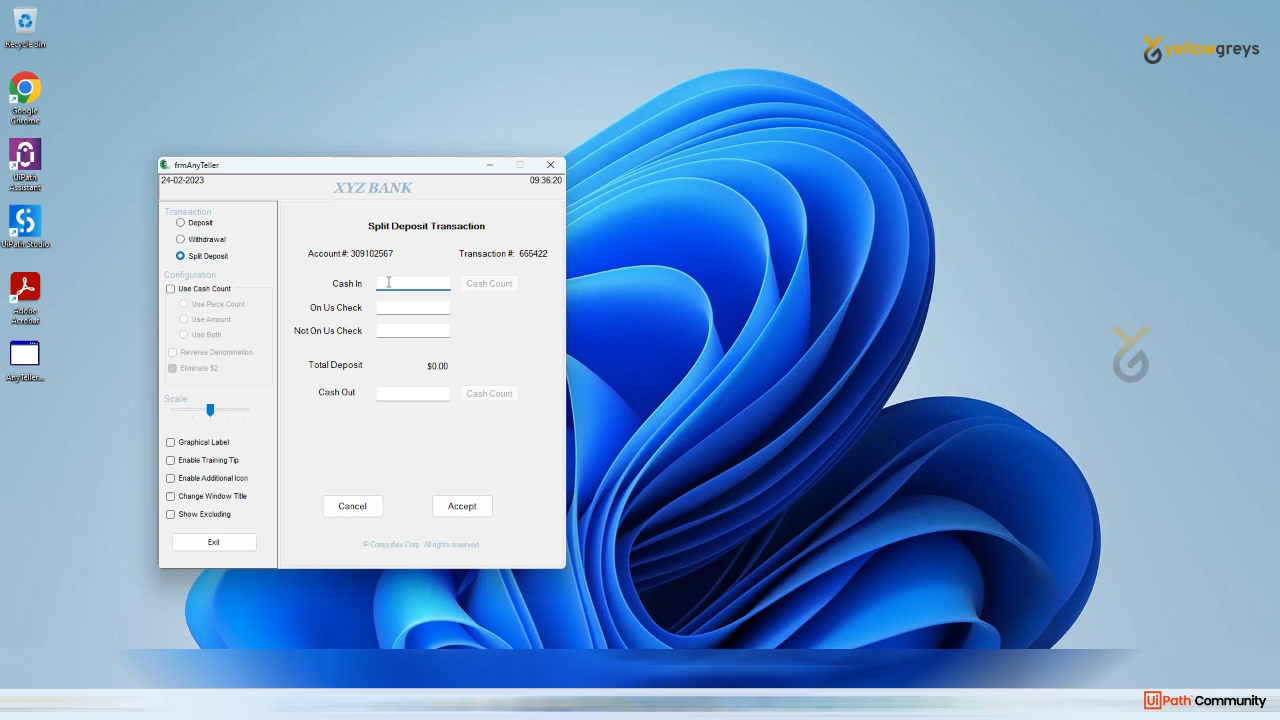 Recycle Bin
Google
Chrome
UiPath
Assistant
UiPath Studio
Adobe
Acrobat
AnyTeller...
yellowgreys
frmAnyTeller
24-02-2023
XYZ BANK
09:36:20
Transaction
Deposit
Withdrawal
Split Deposit
Configuration
Use Cash Count
Use Piece Count
Use Amount
Use Both
Reverse Denomination
Eliminate $2
Scale
Graphical Label
Enable Training Tip
Enable Additional Icon
Change Window Title
Show Excluding
Exit
Split Deposit Transaction
Account #: 309102567 Transaction #: 665422
Cash In Cash Count
On Us Check
Not On Us Check
Total Deposit $0.00
Cash Out Cash Count
Cancel Accept
© Compuflex Corp. All rights reserved
UiPath Community